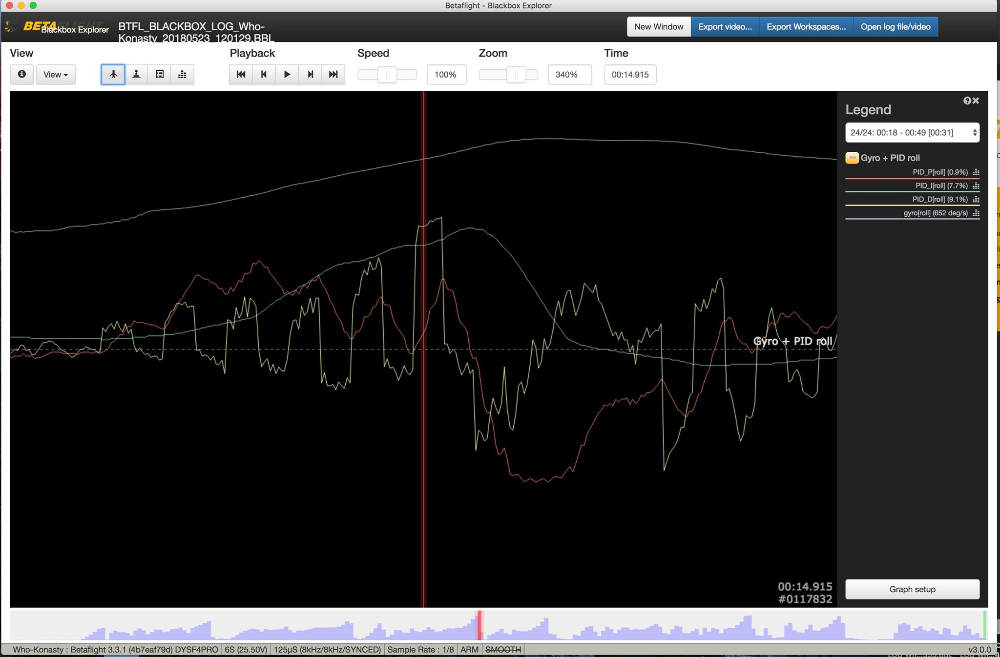 Betaflight - Blackbox Explorer
BETAFLIGHT
Blackbox Explorer
BTFL_BLACKBOX_LOG_Who-
Konasty_20180523_120129.BBL
New Window
Export video...
Export Workspaces...
Open log file/video
View
Playback
Speed
Zoom
Time
View
100%
340%
00:14.915
Legend
24/24: 00:18 - 00:49 [00:31]
Gyro + PID roll
PID_P[roll] (0.9%)
PID_I[roll] (7.7%)
PID_D[roll] (9.1%)
gyro[roll] (652 deg/s)
Gyro + PID roll
00:14.915
#0117832
Graph setup
Who-Konasty : Betaflight 3.3.1 (4b7eaf79d) DYSF4PRO
6S (25.50V)
125µS (8kHz/8kHz/SYNCED)
Sample Rate : 1/8
ARM
SMOOTH
v3.0.0